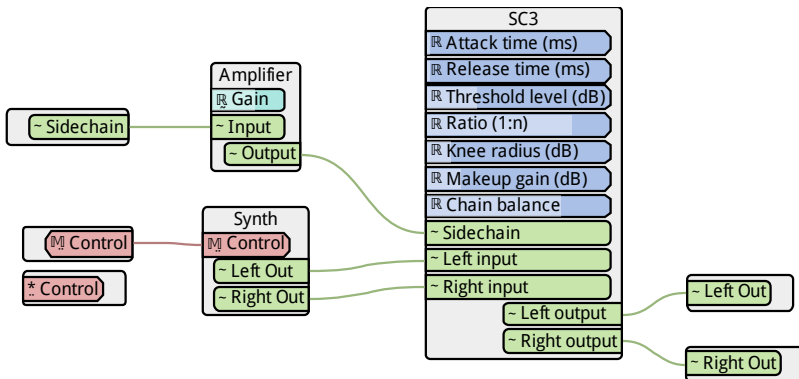 SC3
ℝ Attack time (ms)
ℝ Release time (ms)
ℝ Threshold level (dB)
ℝ Ratio (1:n)
ℝ Knee radius (dB)
ℝ Makeup gain (dB)
ℝ Chain balance
~ Sidechain
~ Left input
~ Right input
~ Left output
~ Right output
Amplifier
ℝ Gain
~ Input
~ Output
~ Sidechain
Synth
𝕄 Control
~ Left Out
~ Right Out
𝕄 Control
* Control
~ Left Out
~ Right Out